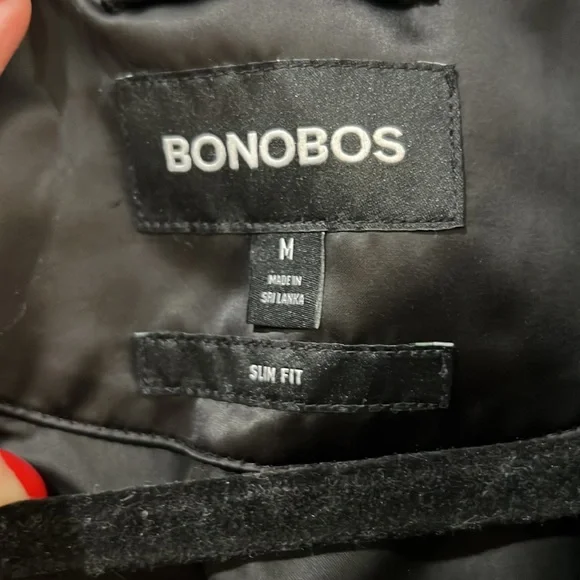 BONOBOS
M
MADE IN
SRI LANKA
SLIM FIT